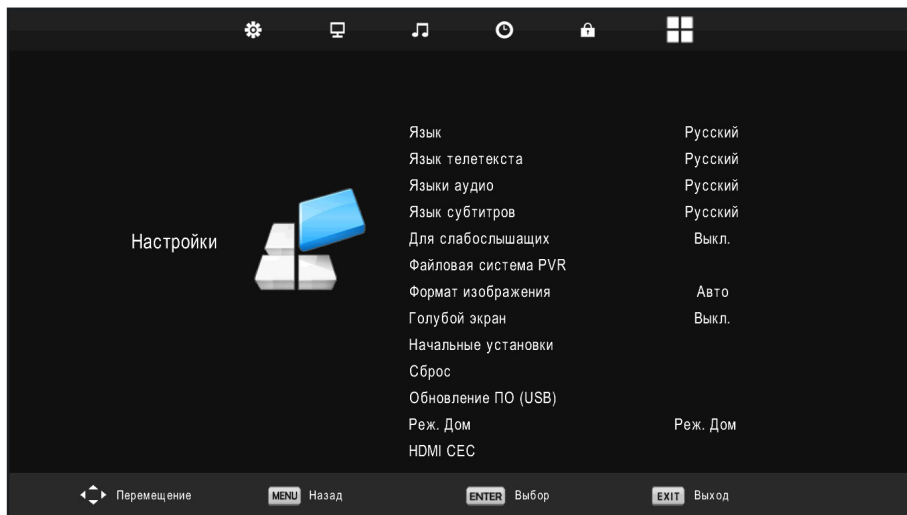 Настройки
Язык Русский
Язык телетекста Русский
Языки аудио Русский
Язык субтитров Русский
Для слабослышащих Выкл.
Файловая система PVR
Формат изображения Авто
Голубой экран Выкл.
Начальные установки
Сброс
Обновление ПО (USB)
Реж. Дом Реж. Дом
HDMI CEC
Перемещение MENU Назад ENTER Выбор EXIT Выход